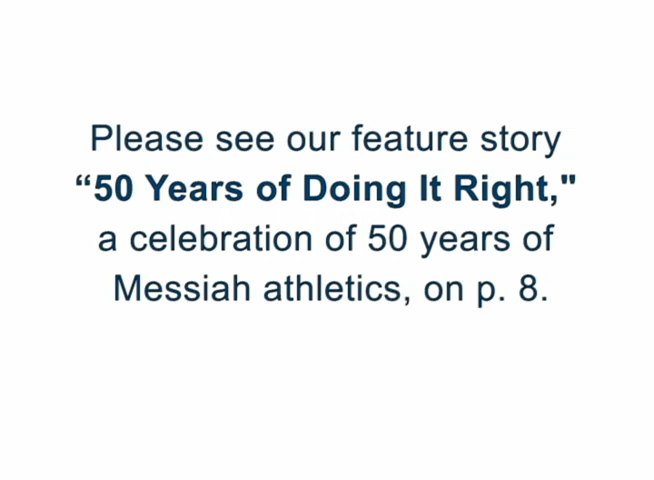 Please see our feature story
“50 Years of Doing It Right,"
a celebration of 50 years of
Messiah athletics, on p. 8.